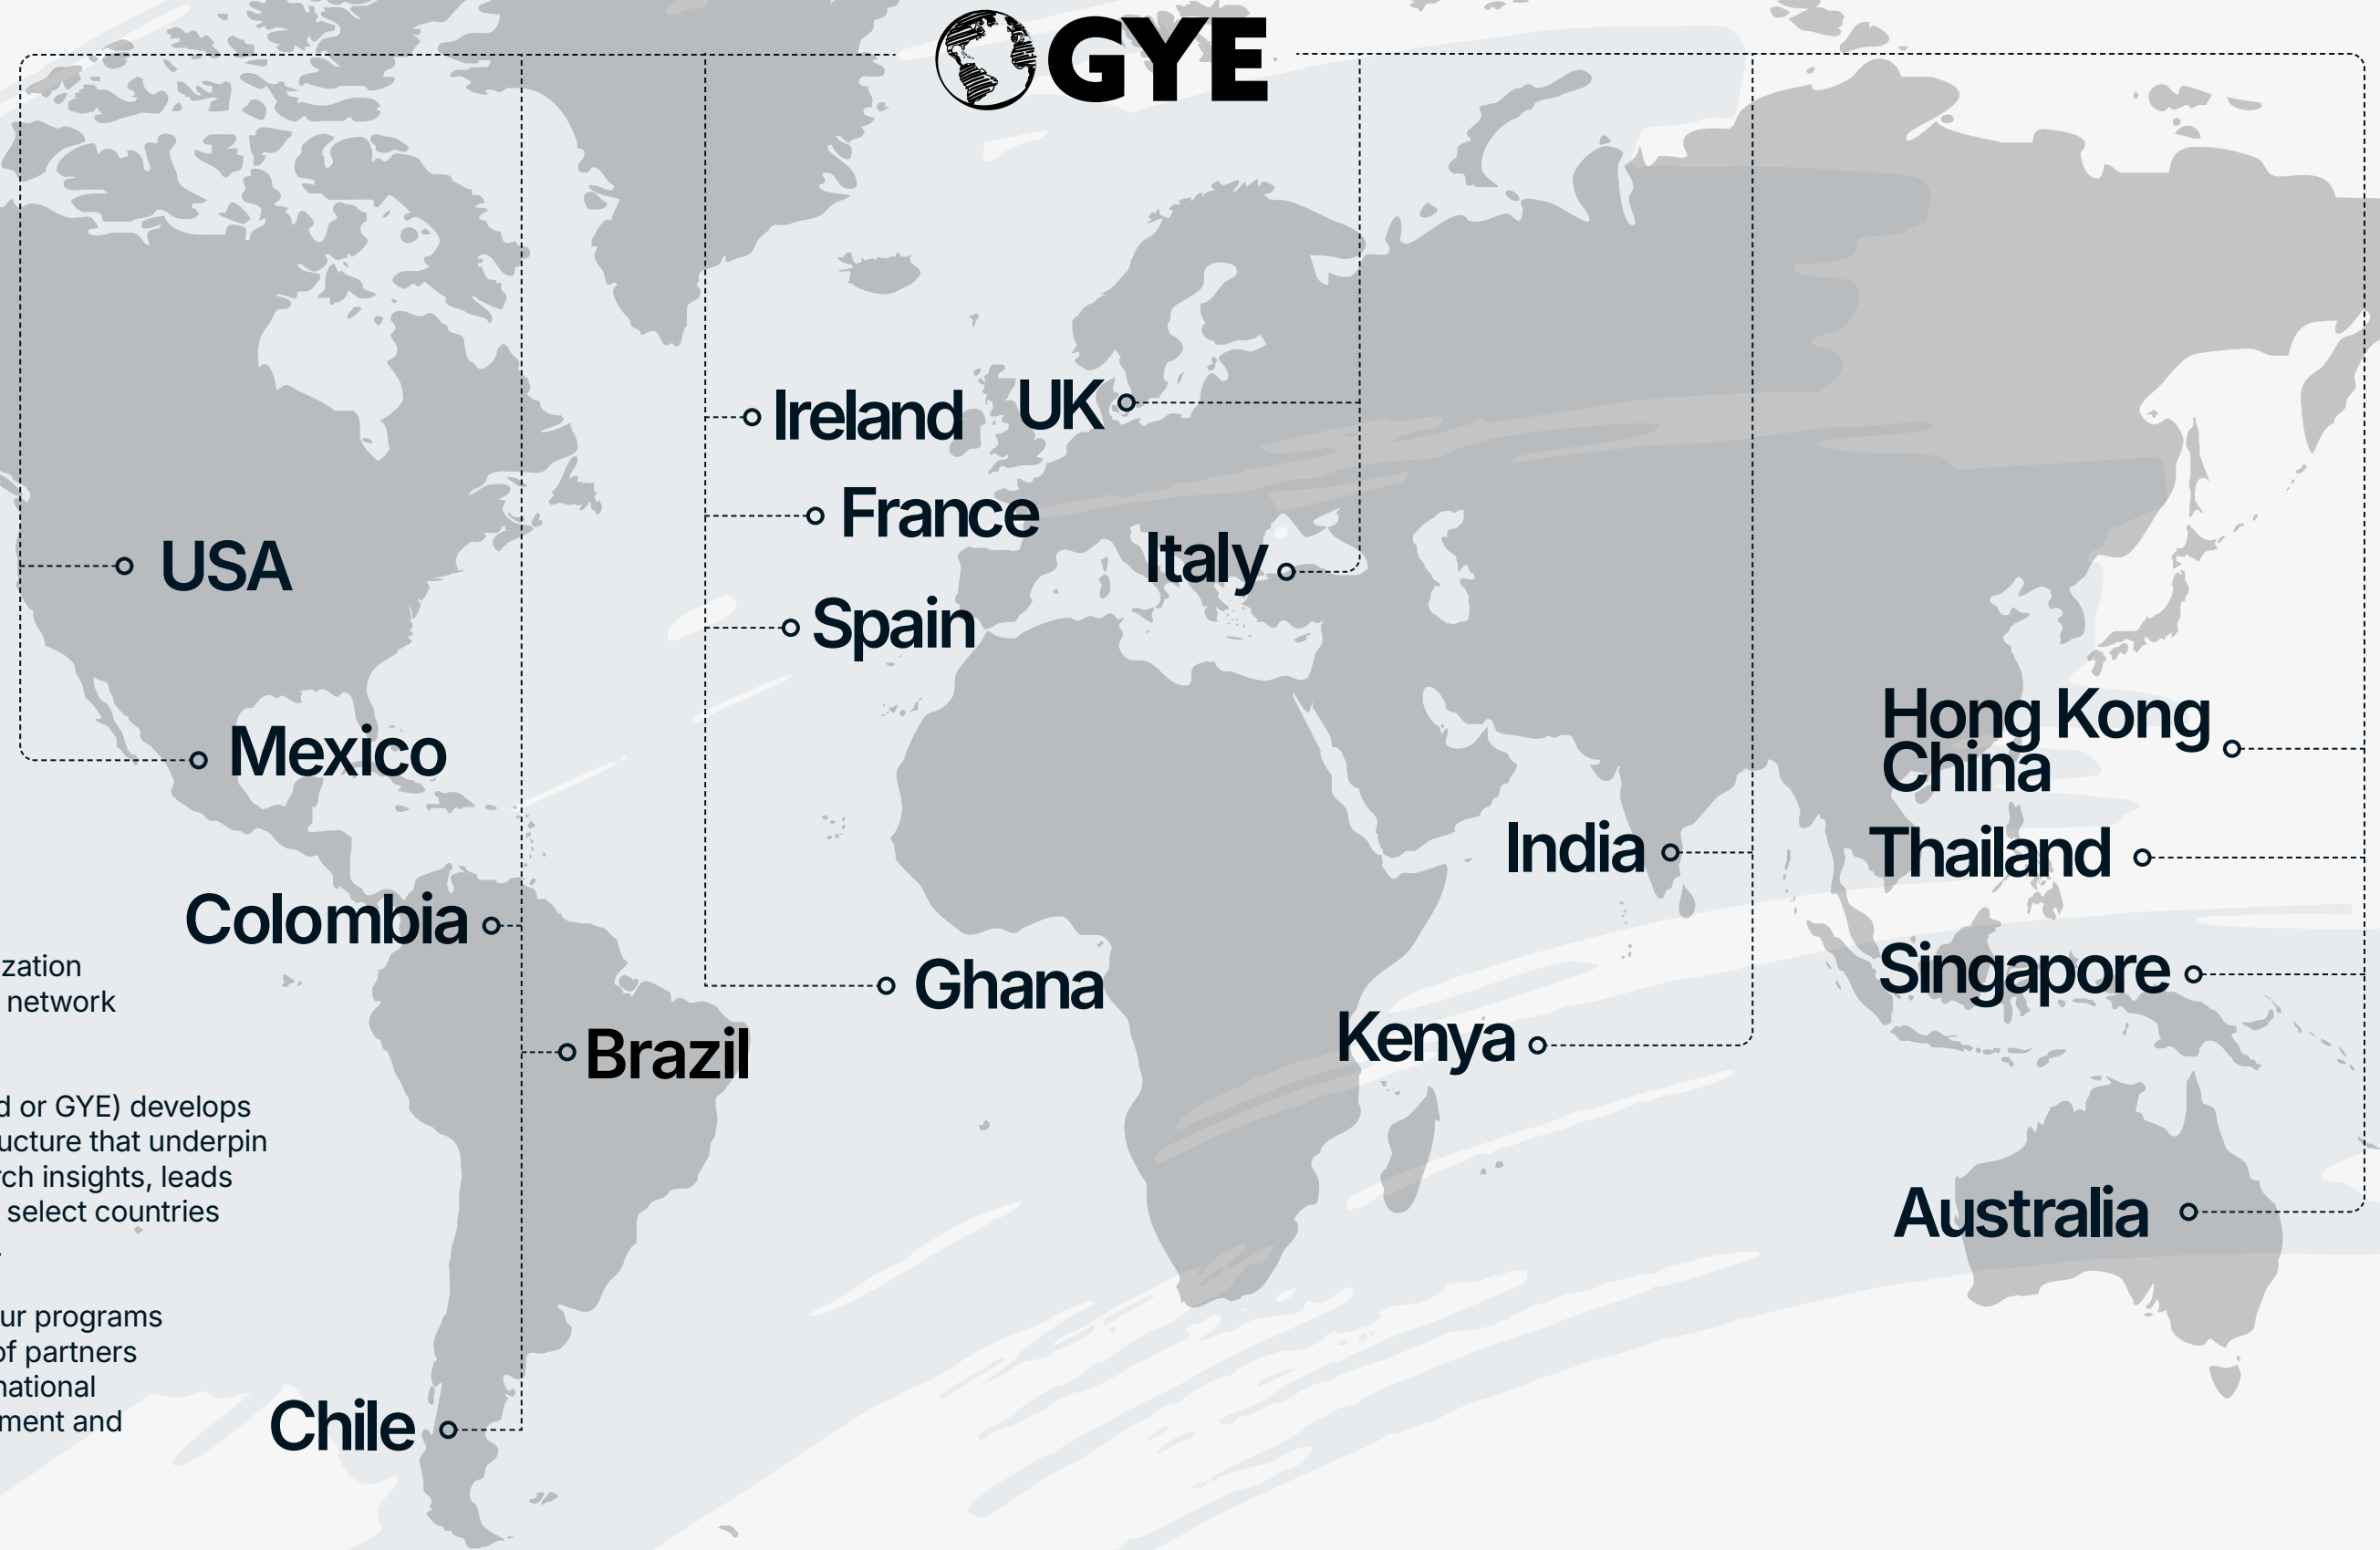 GYE
Ireland
UK
France
Italy
USA
Spain
Hong Kong
China
Mexico
India
Thailand
Colombia
zation
network
Singapore
Ghana
Kenya
Brazil
d or GYE) develops
ucture that underpin
rch insights, leads
select countries
.
Australia
ur programs
of partners
national
ment and
Chile